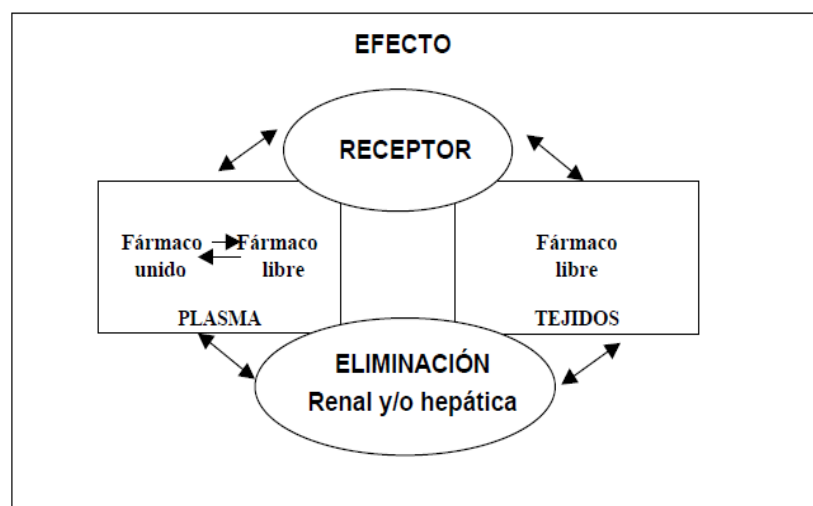 EFECTO
RECEPTOR
Fármaco
unido
Fármaco
libre
PLASMA
Fármaco
libre
TEJIDOS
ELIMINACIÓN
Renal y/o hepática